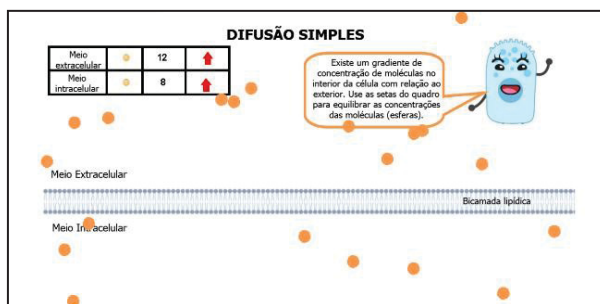 DIFUSÃO SIMPLES
Meio
extracelular 12
Meio
intracelular 8
Existe um gradiente de
concentração de moléculas no
interior da célula com relação ao
exterior. Use as setas do quadro
para equilibrar as concentrações
das moléculas (esferas).
Meio Extracelular
Bicamada lipídica
Meio Intracelular